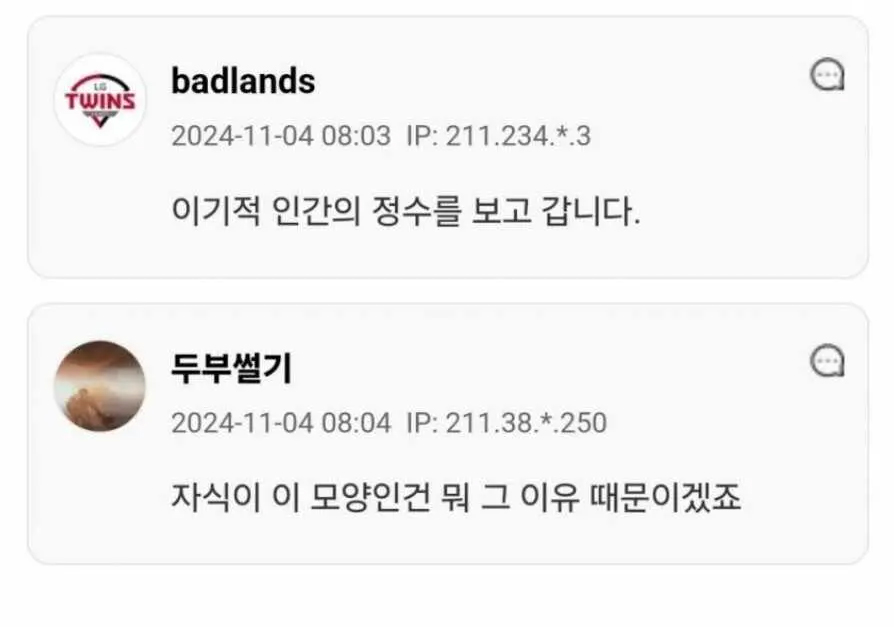 LG
TWINS
badlands
2024-11-04 08:03 IP: 211.234.*.3
이기적 인간의 정수를 보고 갑니다.
두부썰기
2024-11-04 08:04 IP: 211.38.*.250
자식이 이 모양인건 뭐 그 이유 때문이겠죠